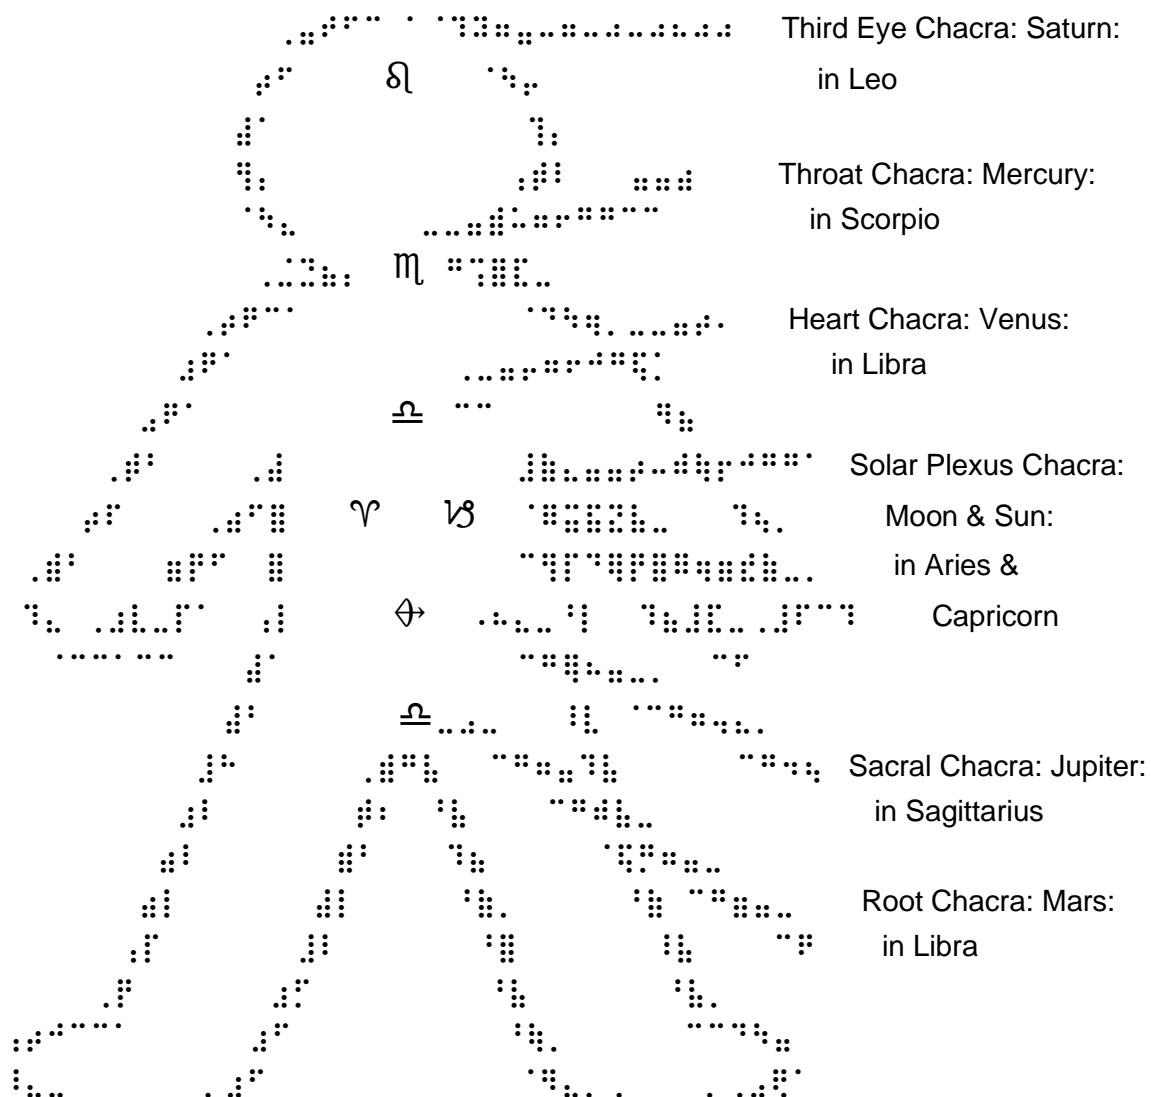 Third Eye Chacra: Saturn:
in Leo
♌
Throat Chacra: Mercury:
in Scorpio
♏
Heart Chacra: Venus:
in Libra
♎
Solar Plexus Chacra:
♈ ♑ Moon & Sun:
in Aries &
♐ Capricorn
♎
Sacral Chacra: Jupiter:
in Sagittarius
Root Chacra: Mars:
in Libra